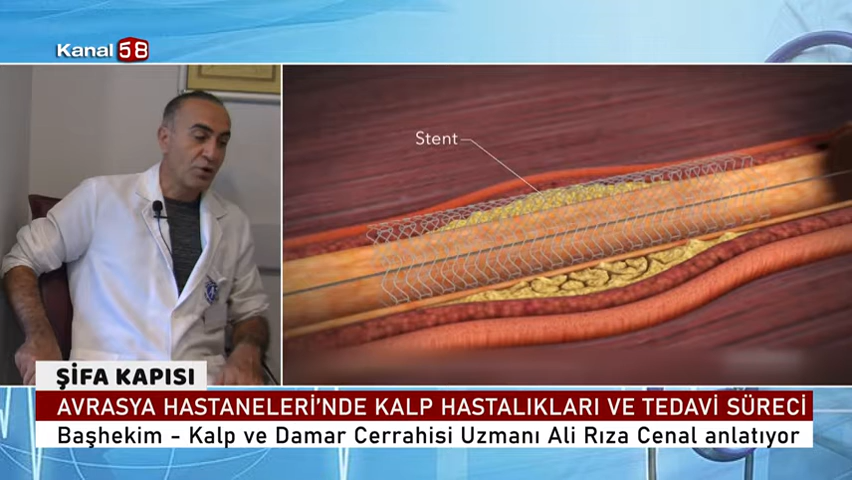 Kanal 58
Stent
ŞİFA KAPISI
AVRASYA HASTANELERİ'NDE KALP HASTALIKLARI VE TEDAVİ SÜRECİ
Başhekim - Kalp ve Damar Cerrahisi Uzmanı Ali Rıza Cenal anlatıyor